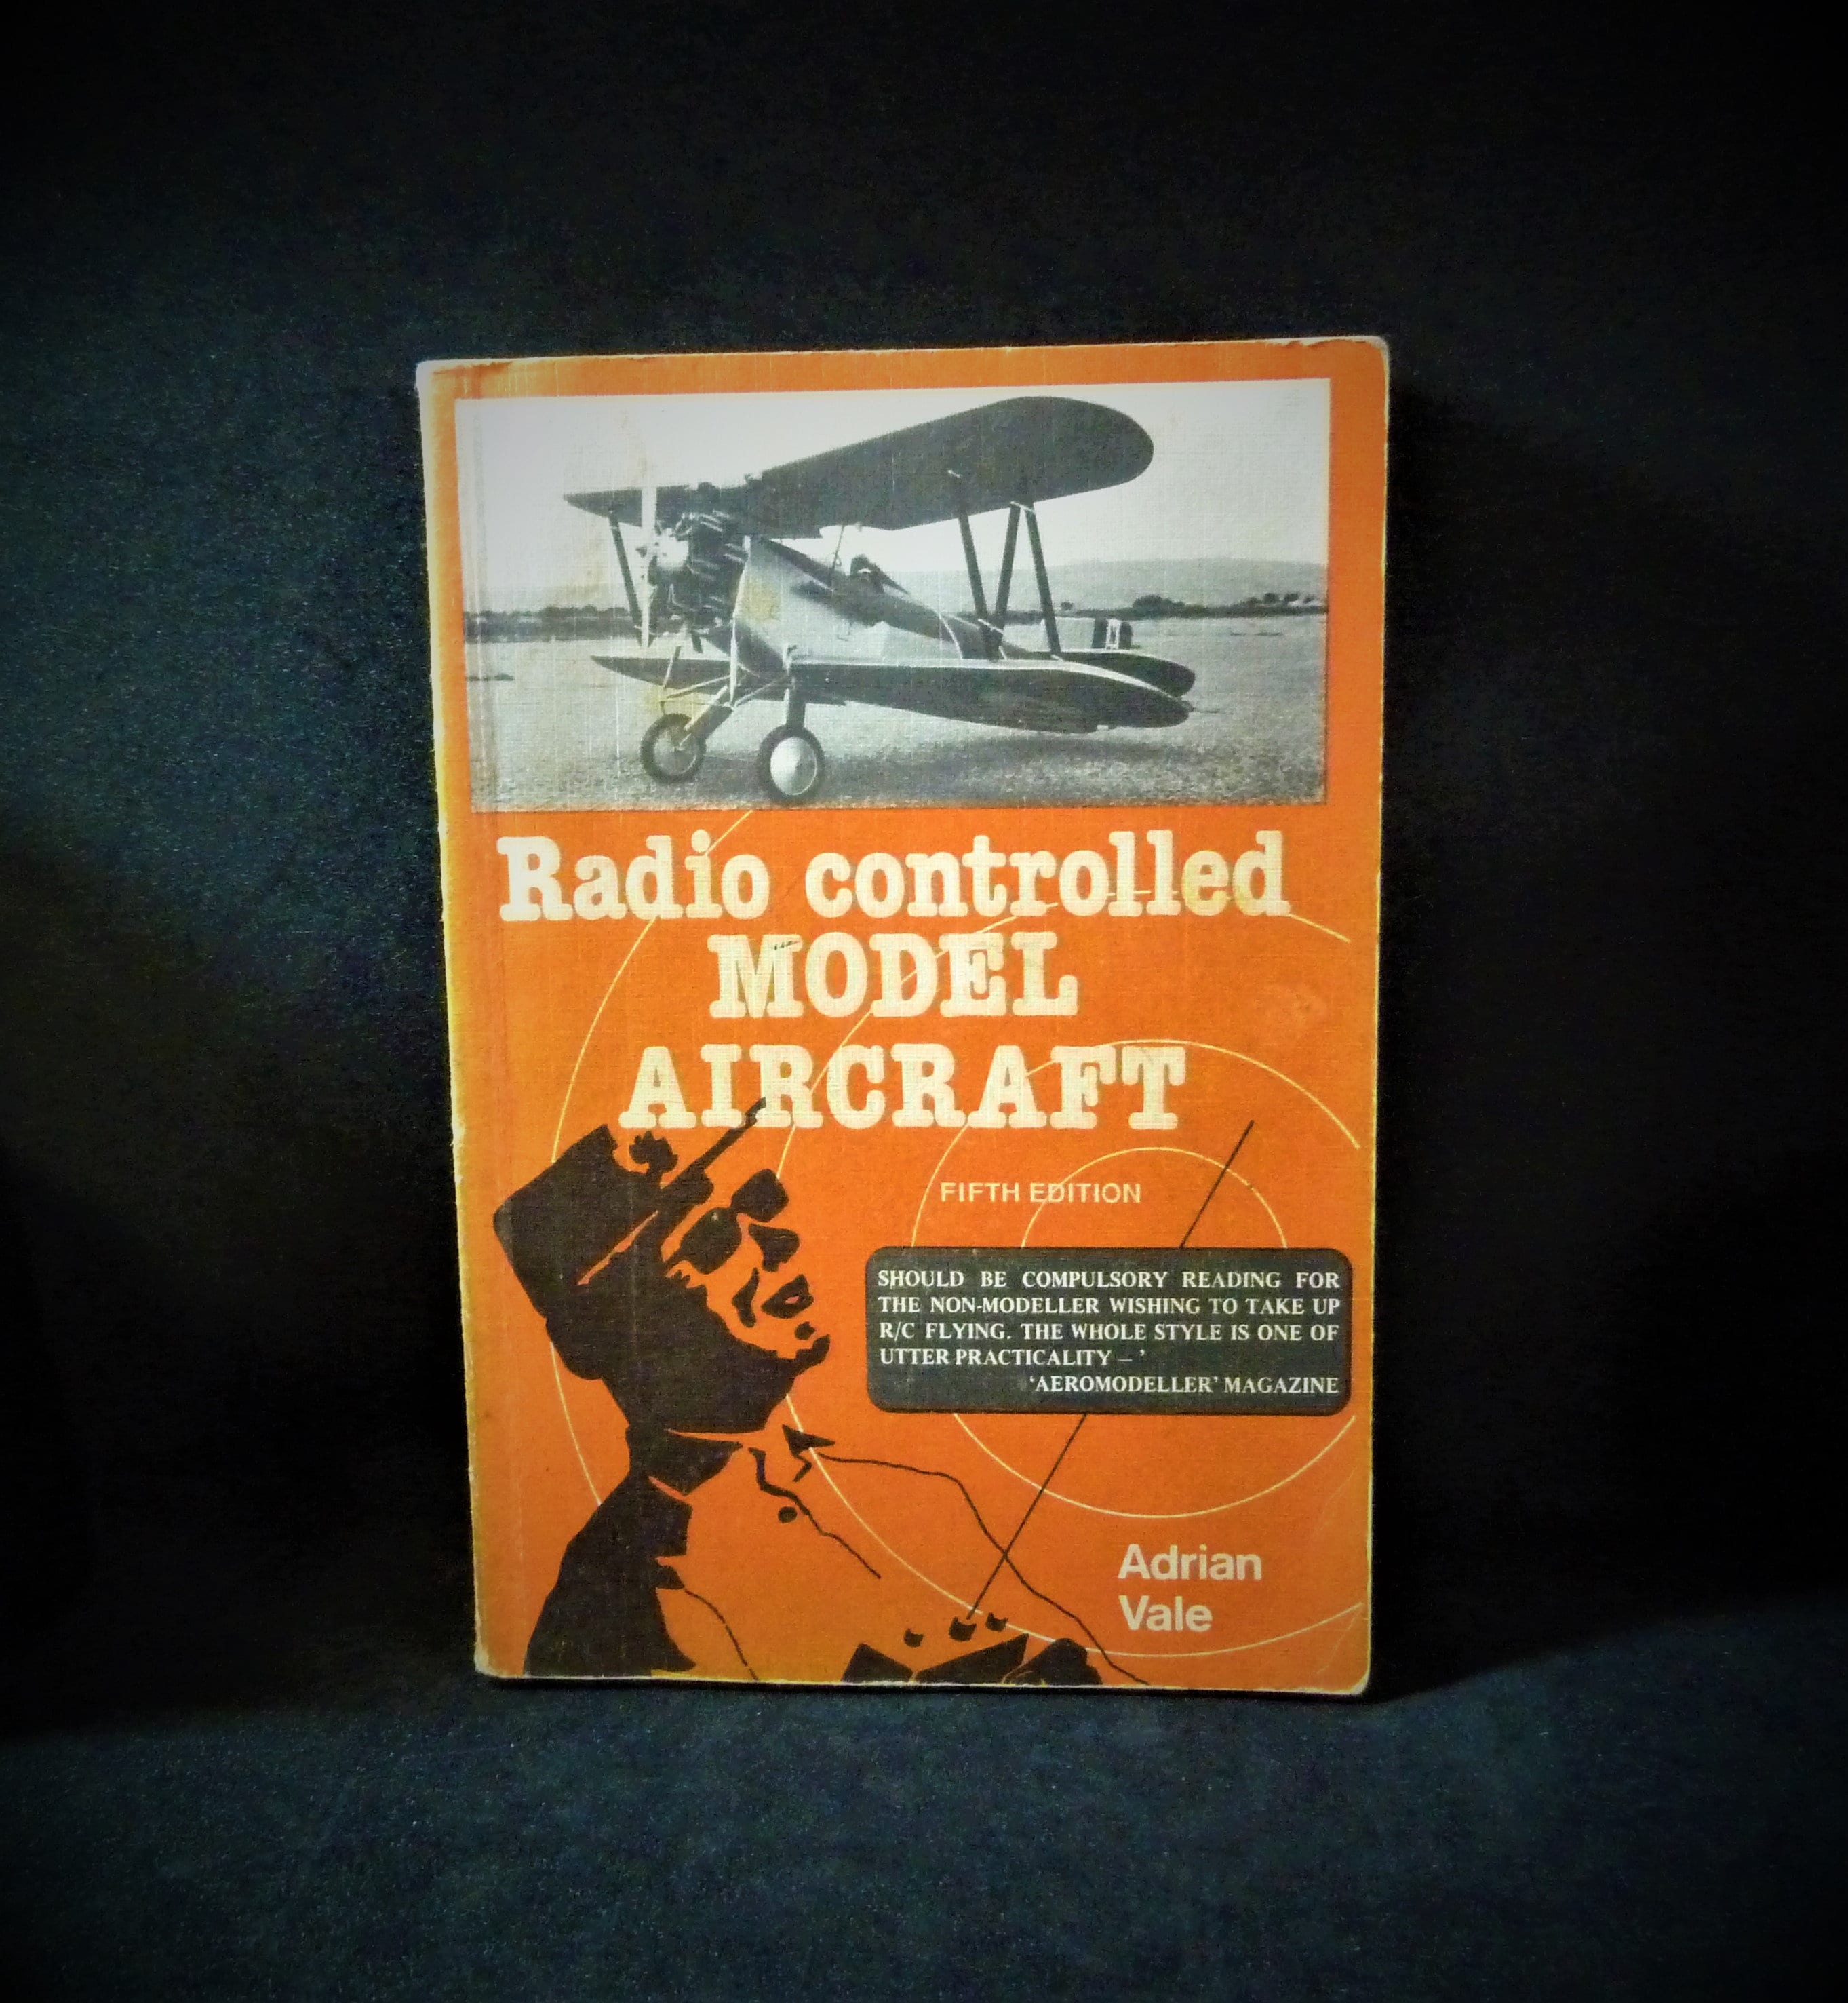 Radio controlled
MODEL
AIRCRAFT
FIFTH EDITION
SHOULD BE COMPULSORY READING FOR
THE NON-MODELLER WISHING TO TAKE UP
R/C FLYING. THE WHOLE STYLE IS ONE OF
UTTER PRACTICALITY – ’
‘AEROMODELLER’ MAGAZINE
Adrian
Vale